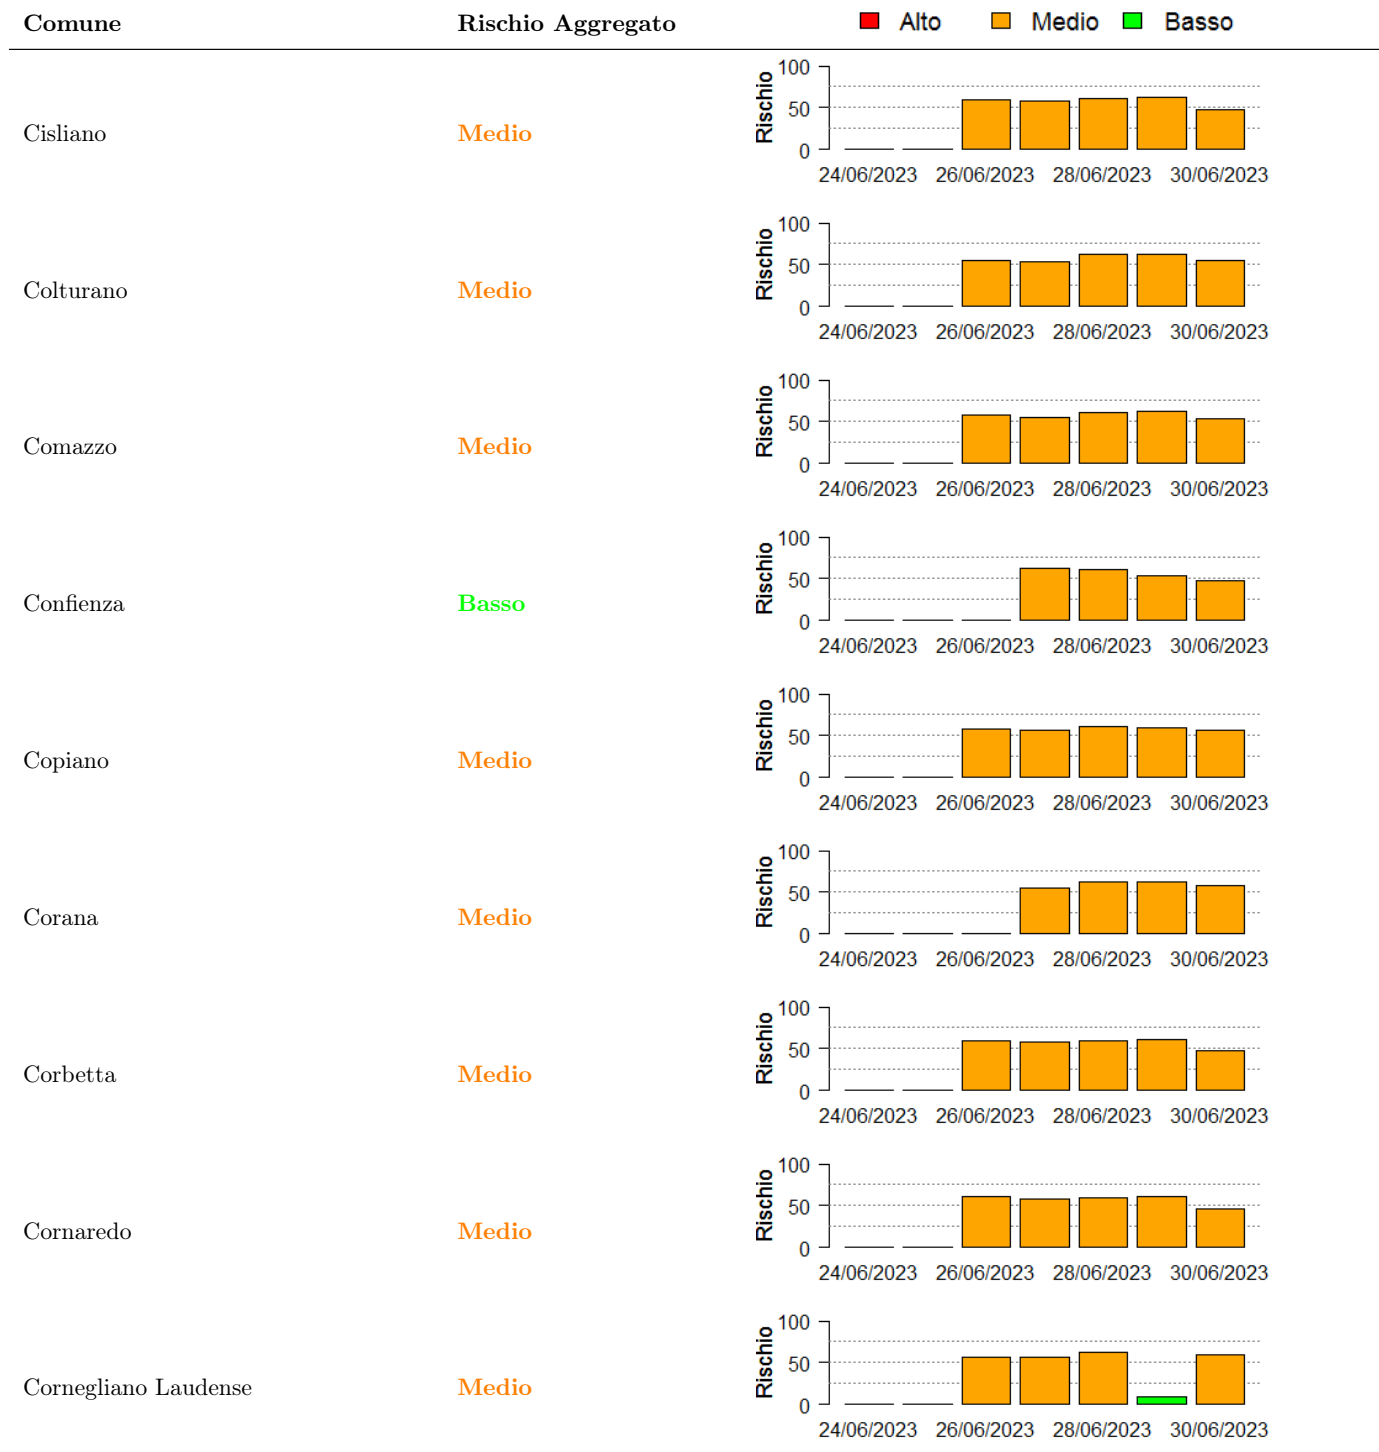 Comune Rischio Aggregato Alto Medio Basso
100
50
0
Rischio
Cisliano Medio
24/06/2023 26/06/2023 28/06/2023 30/06/2023
100
50
0
Rischio
Colturano Medio
24/06/2023 26/06/2023 28/06/2023 30/06/2023
100
50
0
Rischio
Comazzo Medio
24/06/2023 26/06/2023 28/06/2023 30/06/2023
100
50
0
Rischio
Confienza Basso
24/06/2023 26/06/2023 28/06/2023 30/06/2023
100
50
0
Rischio
Copiano Medio
24/06/2023 26/06/2023 28/06/2023 30/06/2023
100
50
0
Rischio
Corana Medio
24/06/2023 26/06/2023 28/06/2023 30/06/2023
100
50
0
Rischio
Corbetta Medio
24/06/2023 26/06/2023 28/06/2023 30/06/2023
100
50
0
Rischio
Cornaredo Medio
24/06/2023 26/06/2023 28/06/2023 30/06/2023
100
50
0
Rischio
Cornegliano Laudense Medio
24/06/2023 26/06/2023 28/06/2023 30/06/2023